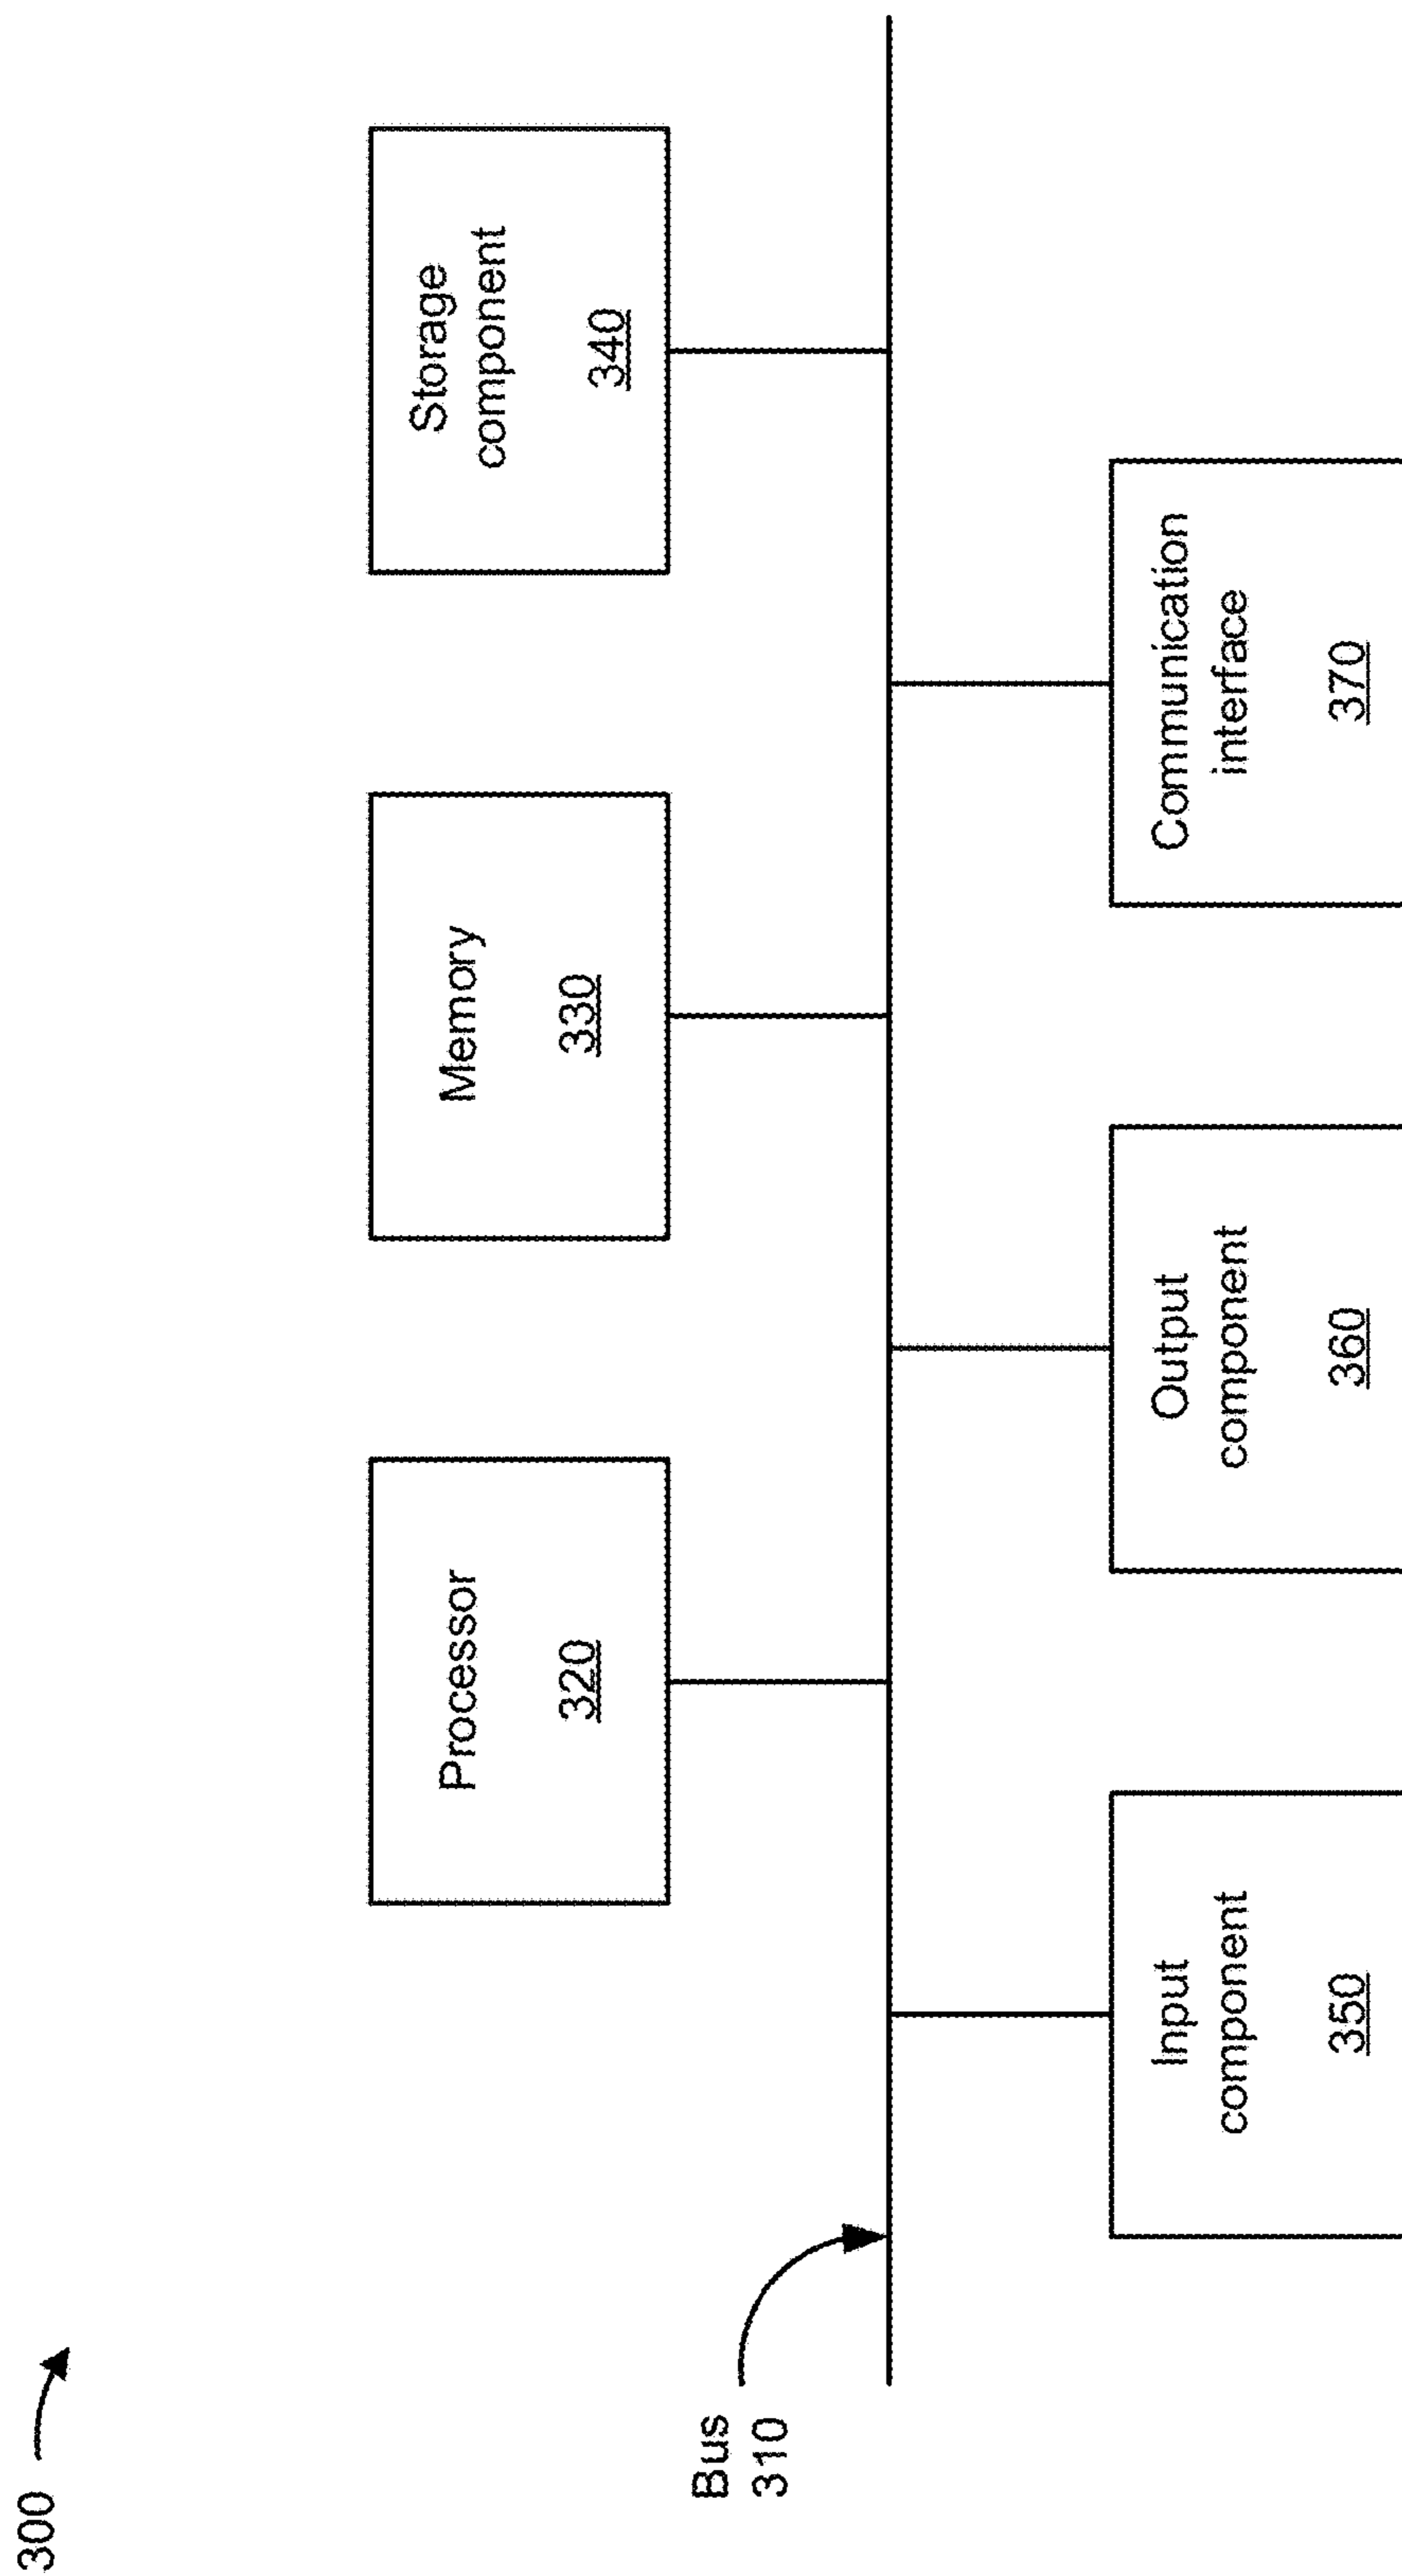 300
Bus
310
Processor
320
Memory
330
Storage
component
340
Input
component
350
Output
component
360
Communication
interface
370